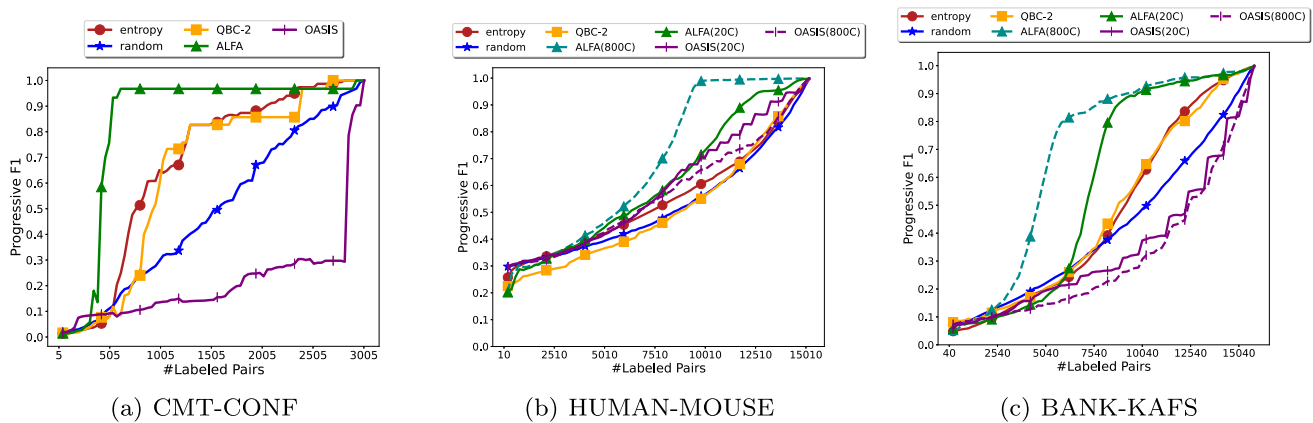 entropy QBC-2 OASIS
random ALFA
Progressive F1
1.0
0.9
0.8
0.7
0.6
0.5
0.4
0.3
0.2
0.1
0.0
5 505 1005 1505 2005 2505 3005
#Labeled Pairs
(a) CMT-CONF
entropy QBC-2 ALFA(20C) OASIS(800C)
random ALFA(800C) OASIS(20C)
Progressive F1
1.0
0.9
0.8
0.7
0.6
0.5
0.4
0.3
0.2
0.1
0.0
10 2510 5010 7510 10010 12510 15010
#Labeled Pairs
(b) HUMAN-MOUSE
entropy QBC-2 ALFA(20C) OASIS(800C)
random ALFA(800C) OASIS(20C)
Progressive F1
1.0
0.9
0.8
0.7
0.6
0.5
0.4
0.3
0.2
0.1
0.0
40 2540 5040 7540 10040 12540 15040
#Labeled Pairs
(c) BANK-KAFS